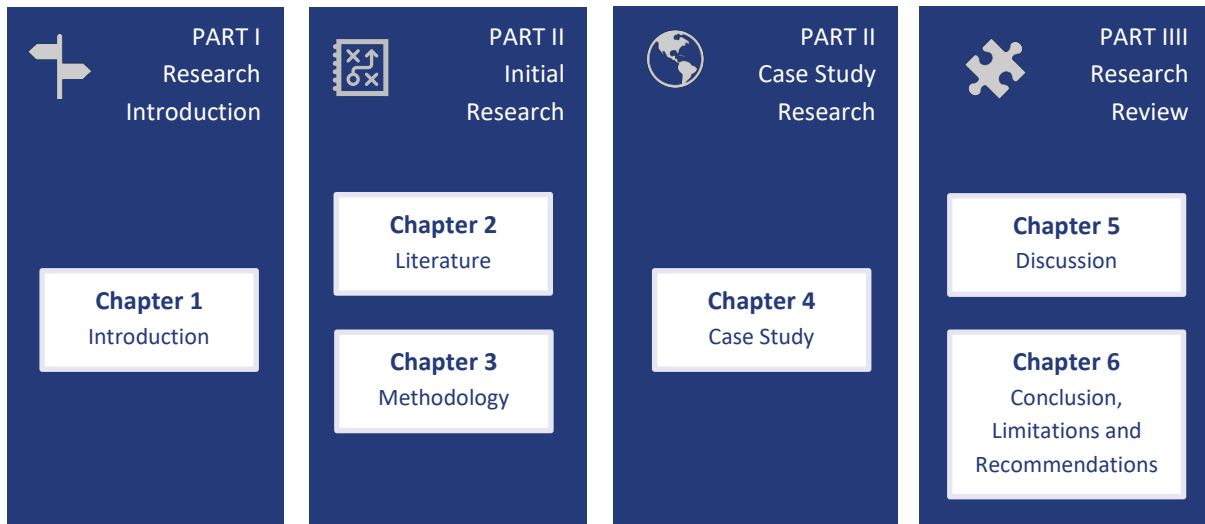 PART I
Research
Introduction
Chapter 1
Introduction
PART II
Initial
Research
Chapter 2
Literature
Chapter 3
Methodology
PART II
Case Study
Research
Chapter 4
Case Study
PART IIII
Research
Review
Chapter 5
Discussion
Chapter 6
Conclusion,
Limitations and
Recommendations